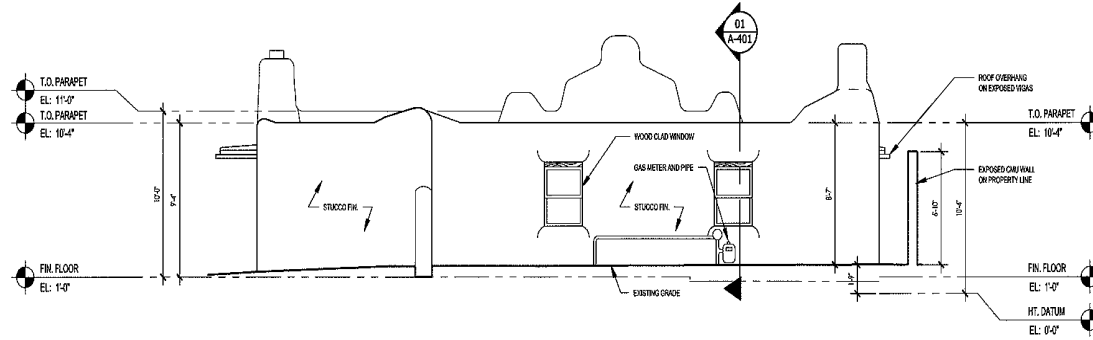 01
A-401
T.O. PARAPET
EL: 11'-0"
T.O. PARAPET
EL: 10'-4"
ROOF OVERHANG
ON EXPOSED VIGAS
T.O. PARAPET
EL: 10'-4"
WOOD CLAD WINDOW
GAS METER AND PIPE
EXPOSED CMU WALL
ON PROPERTY LINE
10'-0"
9'-4"
8'-7"
6'-10"
10'-4"
STUCCO FIN.
STUCCO FIN.
FIN. FLOOR
EL: 1'-0"
FIN. FLOOR
EL: 1'-0"
1'-9"
EXISTING GRADE
HT. DATUM
EL: 0'-0"